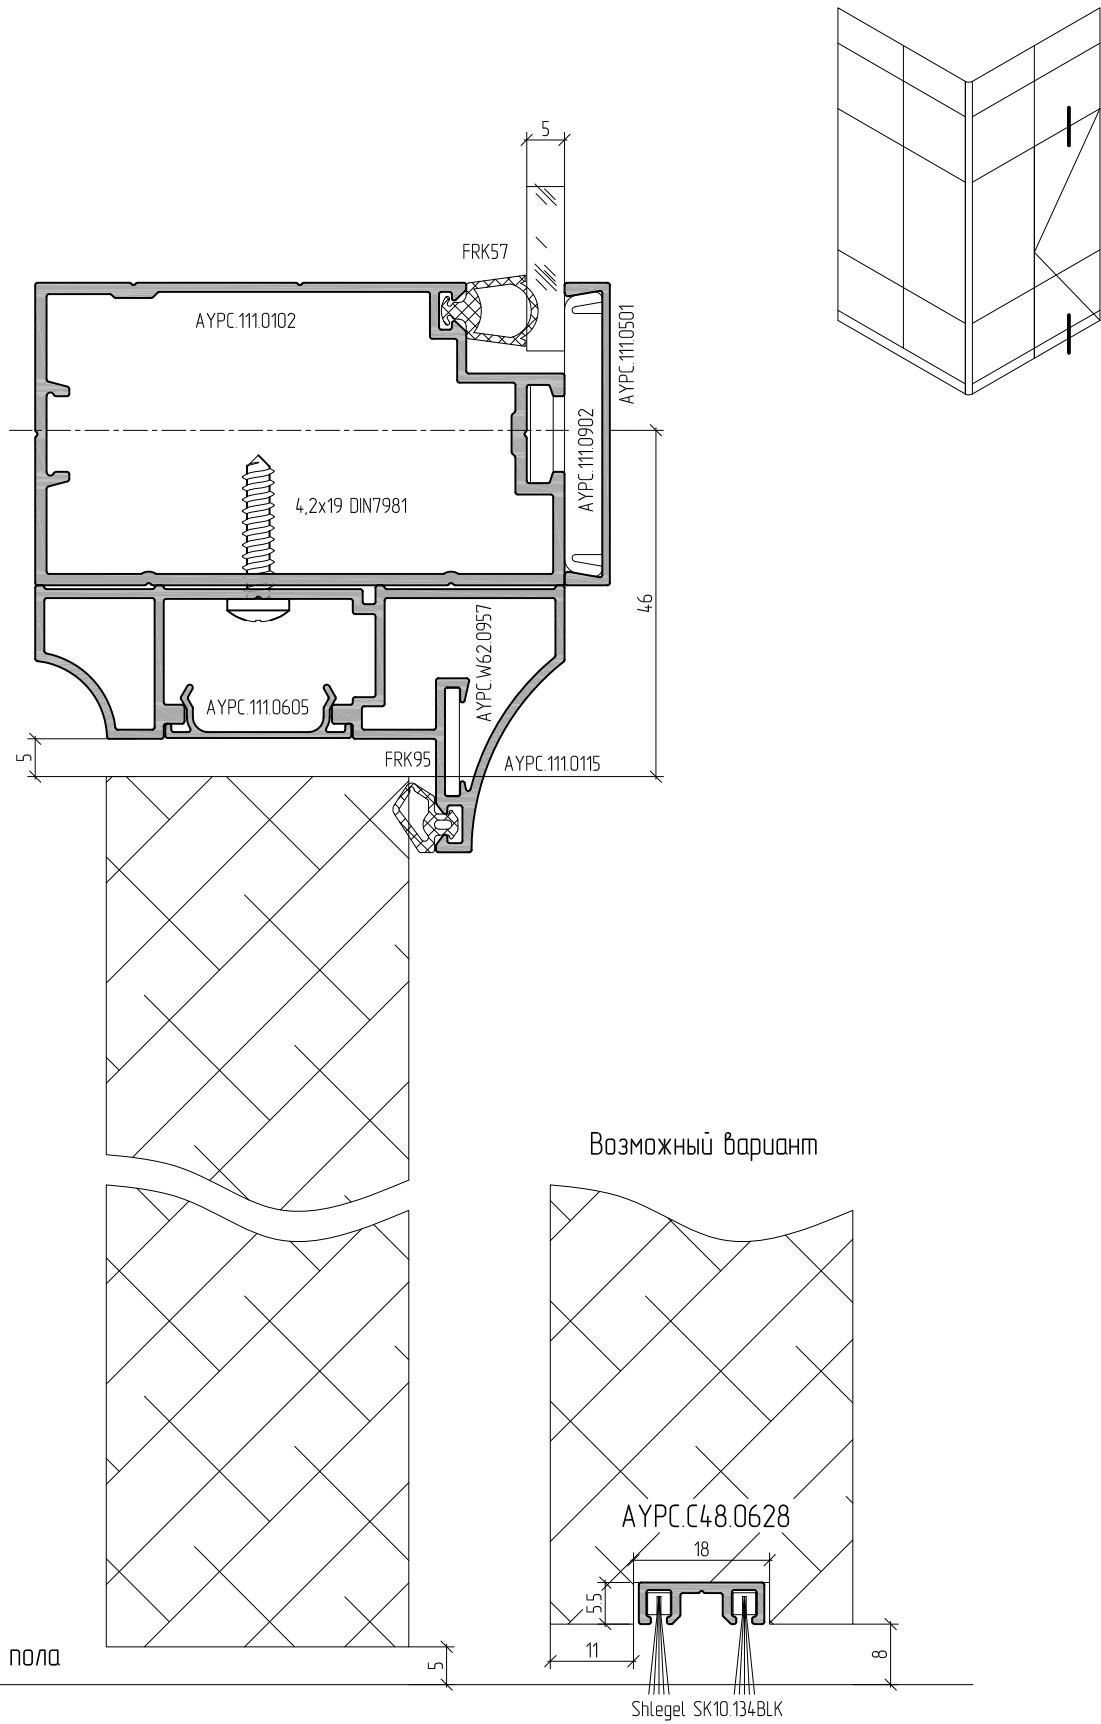 5
FRK57
AYPC.111.0102
AYPC.111.0501
AYPC.111.0902
4,2x19 DIN7981
46
AYPC.W62.0957
AYPC.111.0605
5
FRK95
AYPC.111.0115
Возможный вариант
AYPC.C48.0628
18
5.5
11
8
пола
5
Shlegel SK10.134BLK